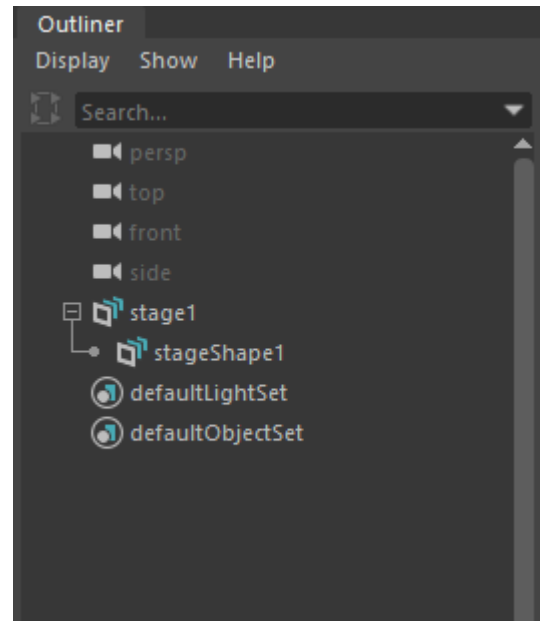 Outliner
Display Show Help
Search...
persp
top
front
side
stage1
stageShape1
defaultLightSet
defaultObjectSet